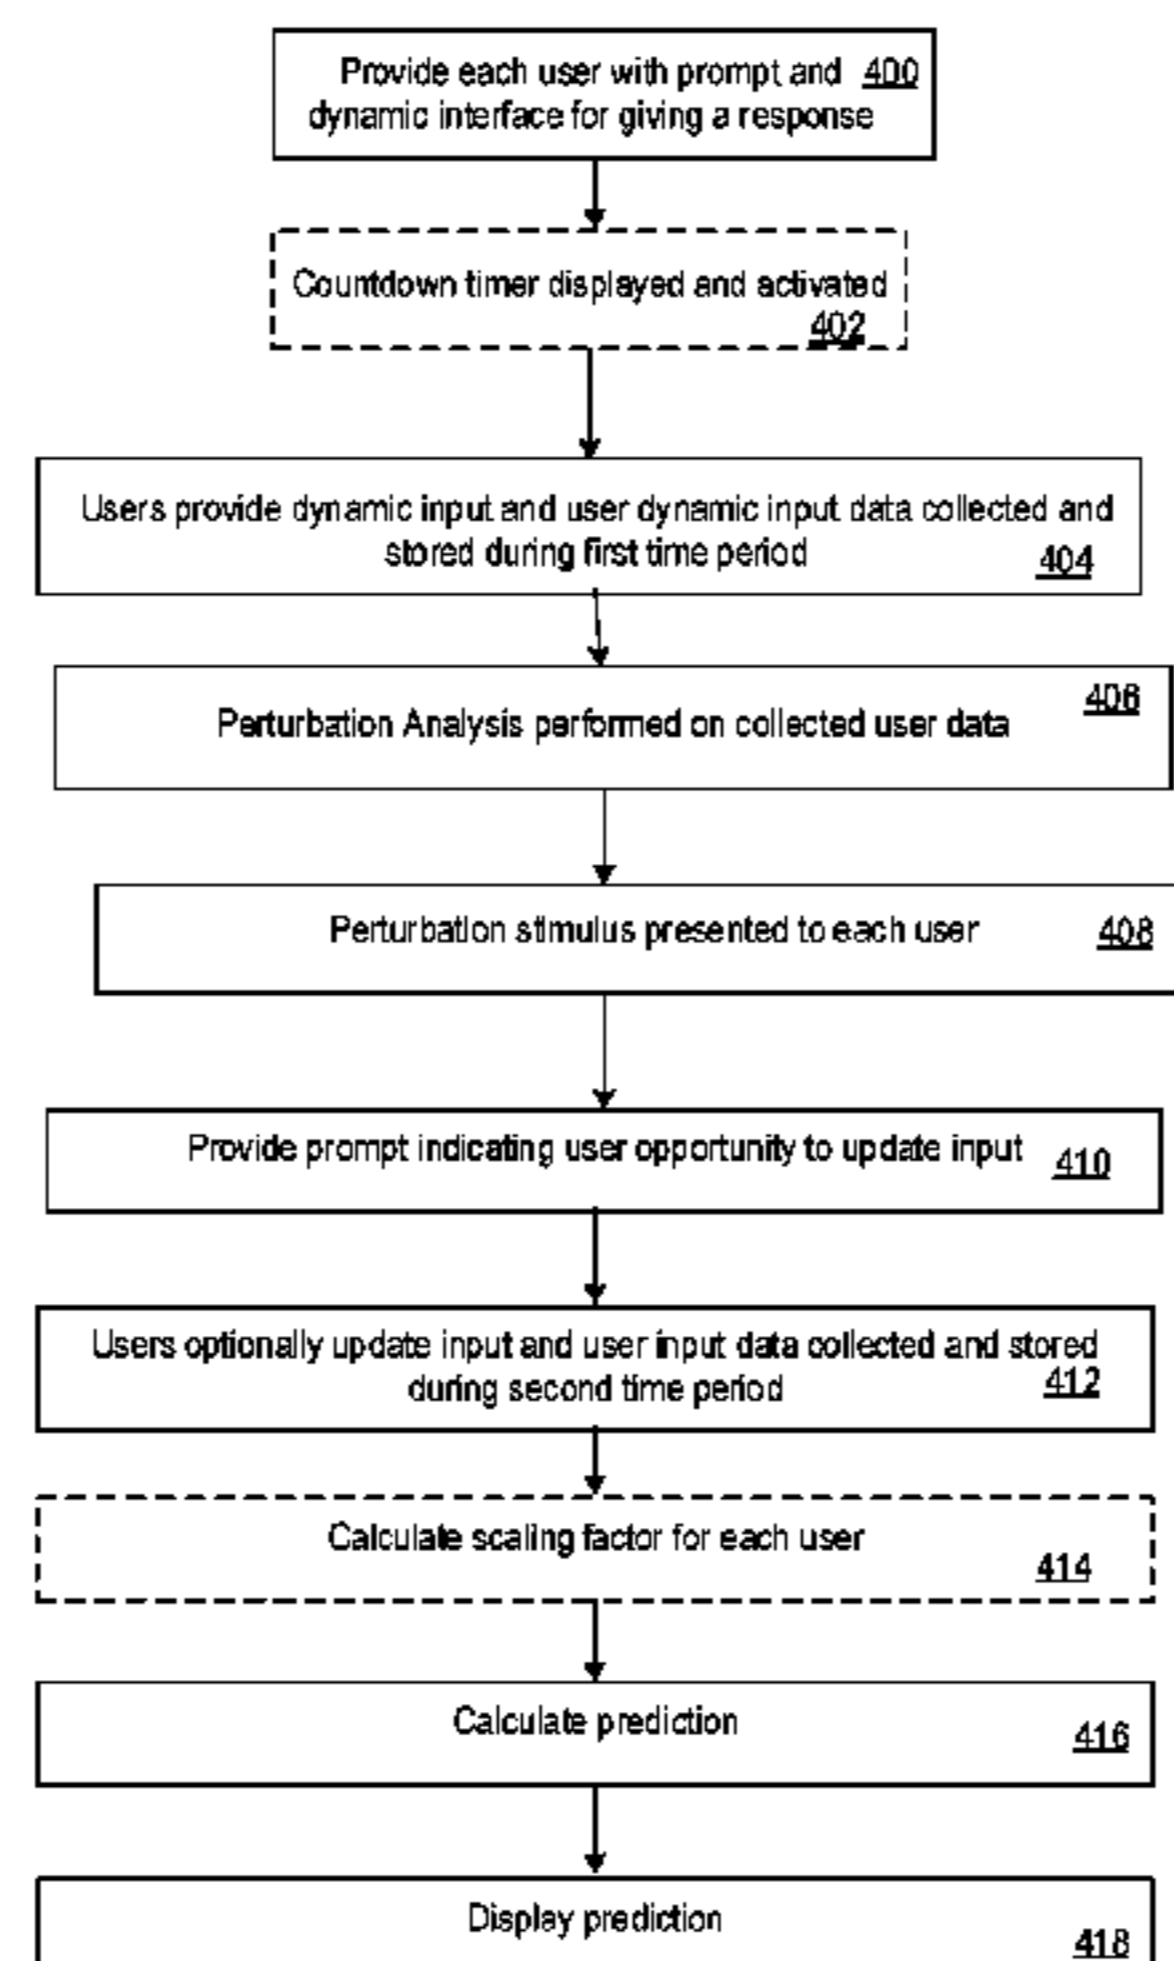 Provide each user with prompt and 400
dynamic interface for giving a response
Countdown timer displayed and activated
402
Users provide dynamic input and user dynamic input data collected and
stored during first time period 404
406
Perturbation Analysis performed on collected user data
Perturbation stimulus presented to each user 408
Provide prompt indicating user opportunity to update input 410
Users optionally update input and user input data collected and stored
during second time period 412
Calculate scaling factor for each user
414
Calculate prediction 416
Display prediction 418